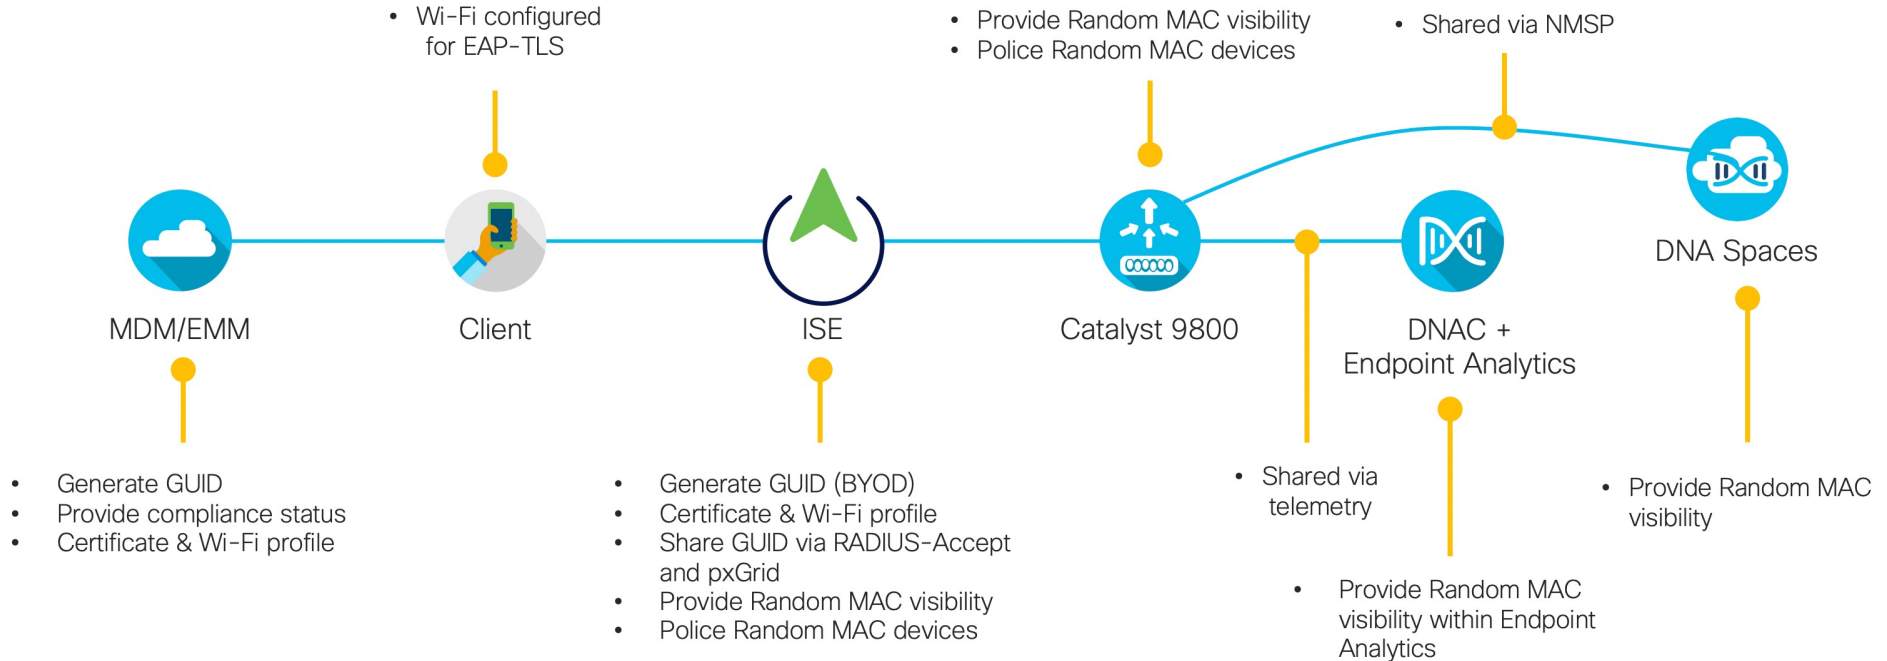 • Wi-Fi configured
for EAP-TLS
• Provide Random MAC visibility
• Police Random MAC devices
• Shared via NMSP
MDM/EMM
Client
ISE
Catalyst 9800
DNAC +
Endpoint Analytics
DNA Spaces
• Generate GUID
• Provide compliance status
• Certificate & Wi-Fi profile
• Generate GUID (BYOD)
• Certificate & Wi-Fi profile
• Share GUID via RADIUS-Accept
and pxGrid
• Provide Random MAC visibility
• Police Random MAC devices
• Shared via
telemetry
• Provide Random MAC
visibility within Endpoint
Analytics
• Provide Random MAC
visibility